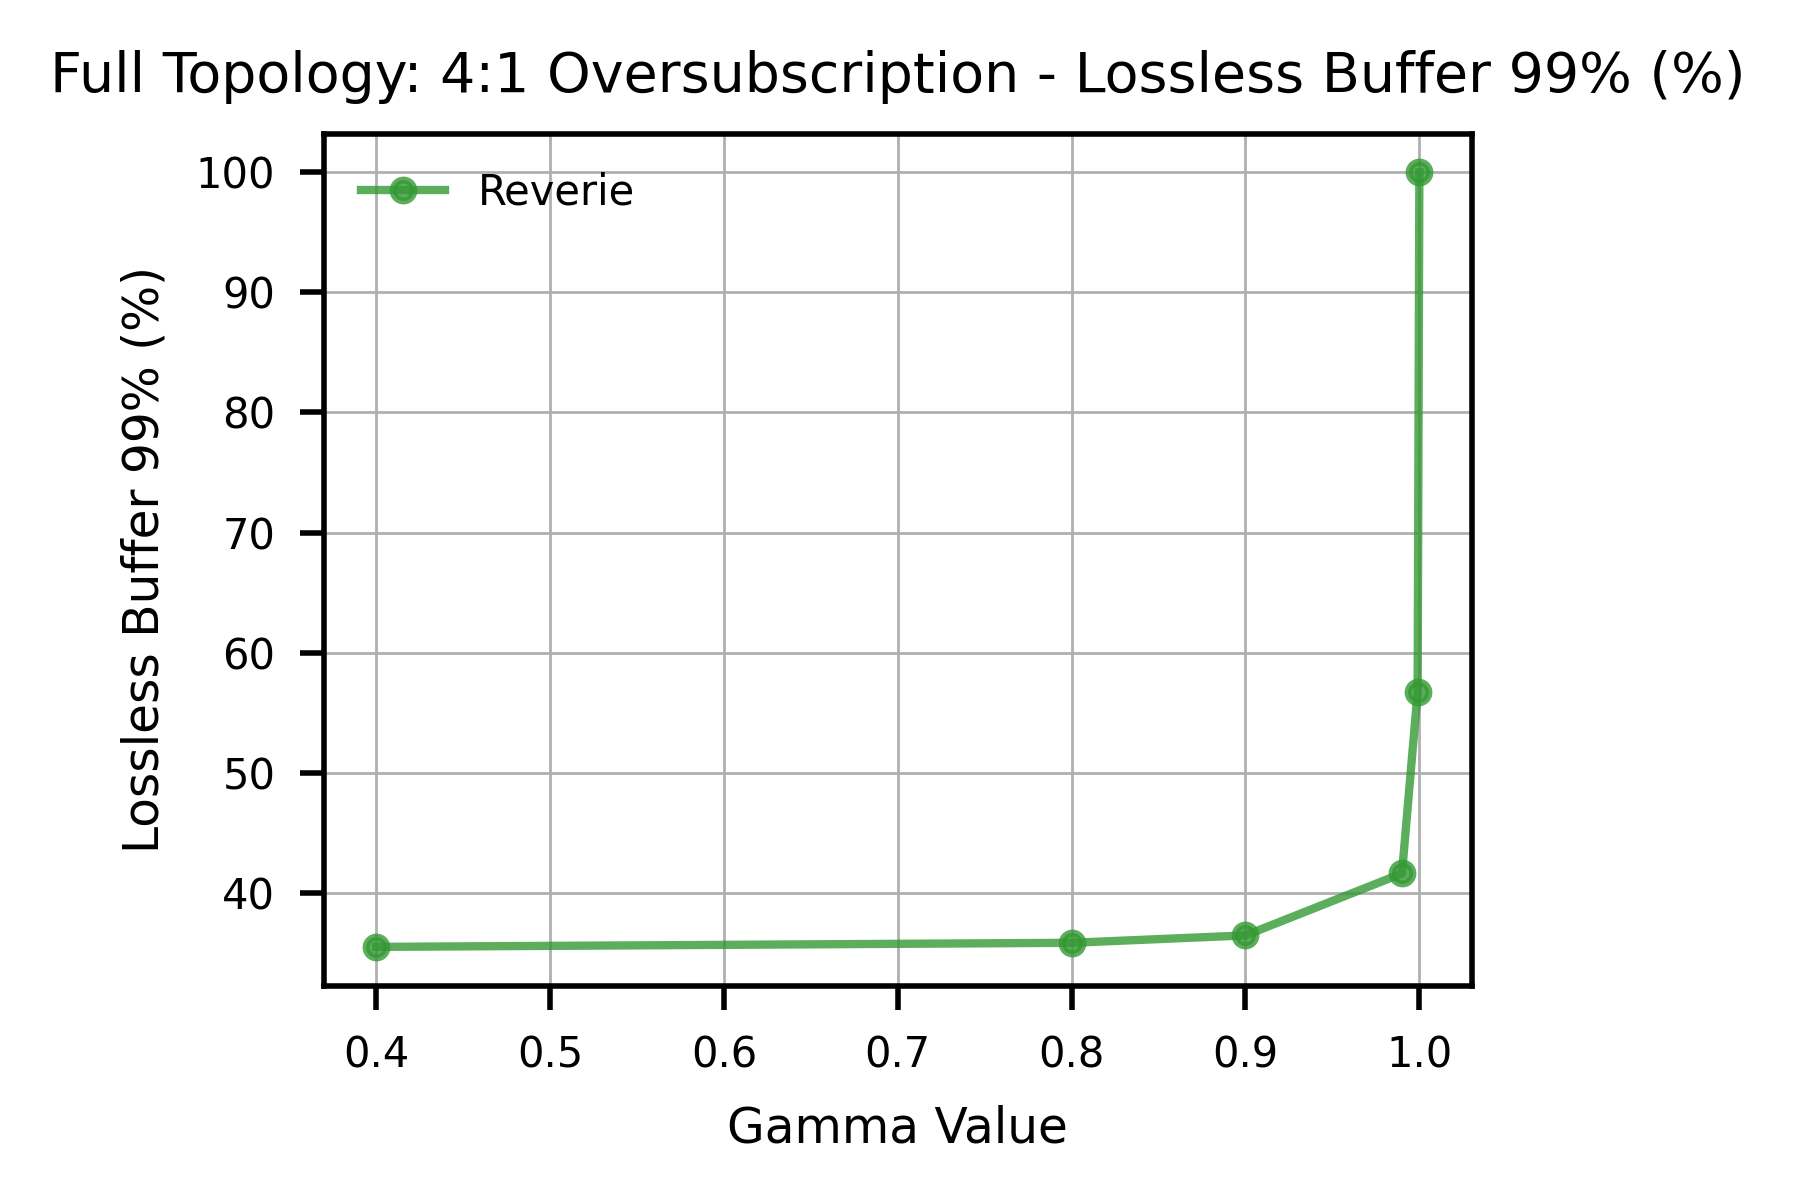 Full Topology: 4:1 Oversubscription - Lossless Buffer 99% (%)
Reverie
Lossless Buffer 99% (%)
100
90
80
70
60
50
40
0.4 0.5 0.6 0.7 0.8 0.9 1.0
Gamma Value